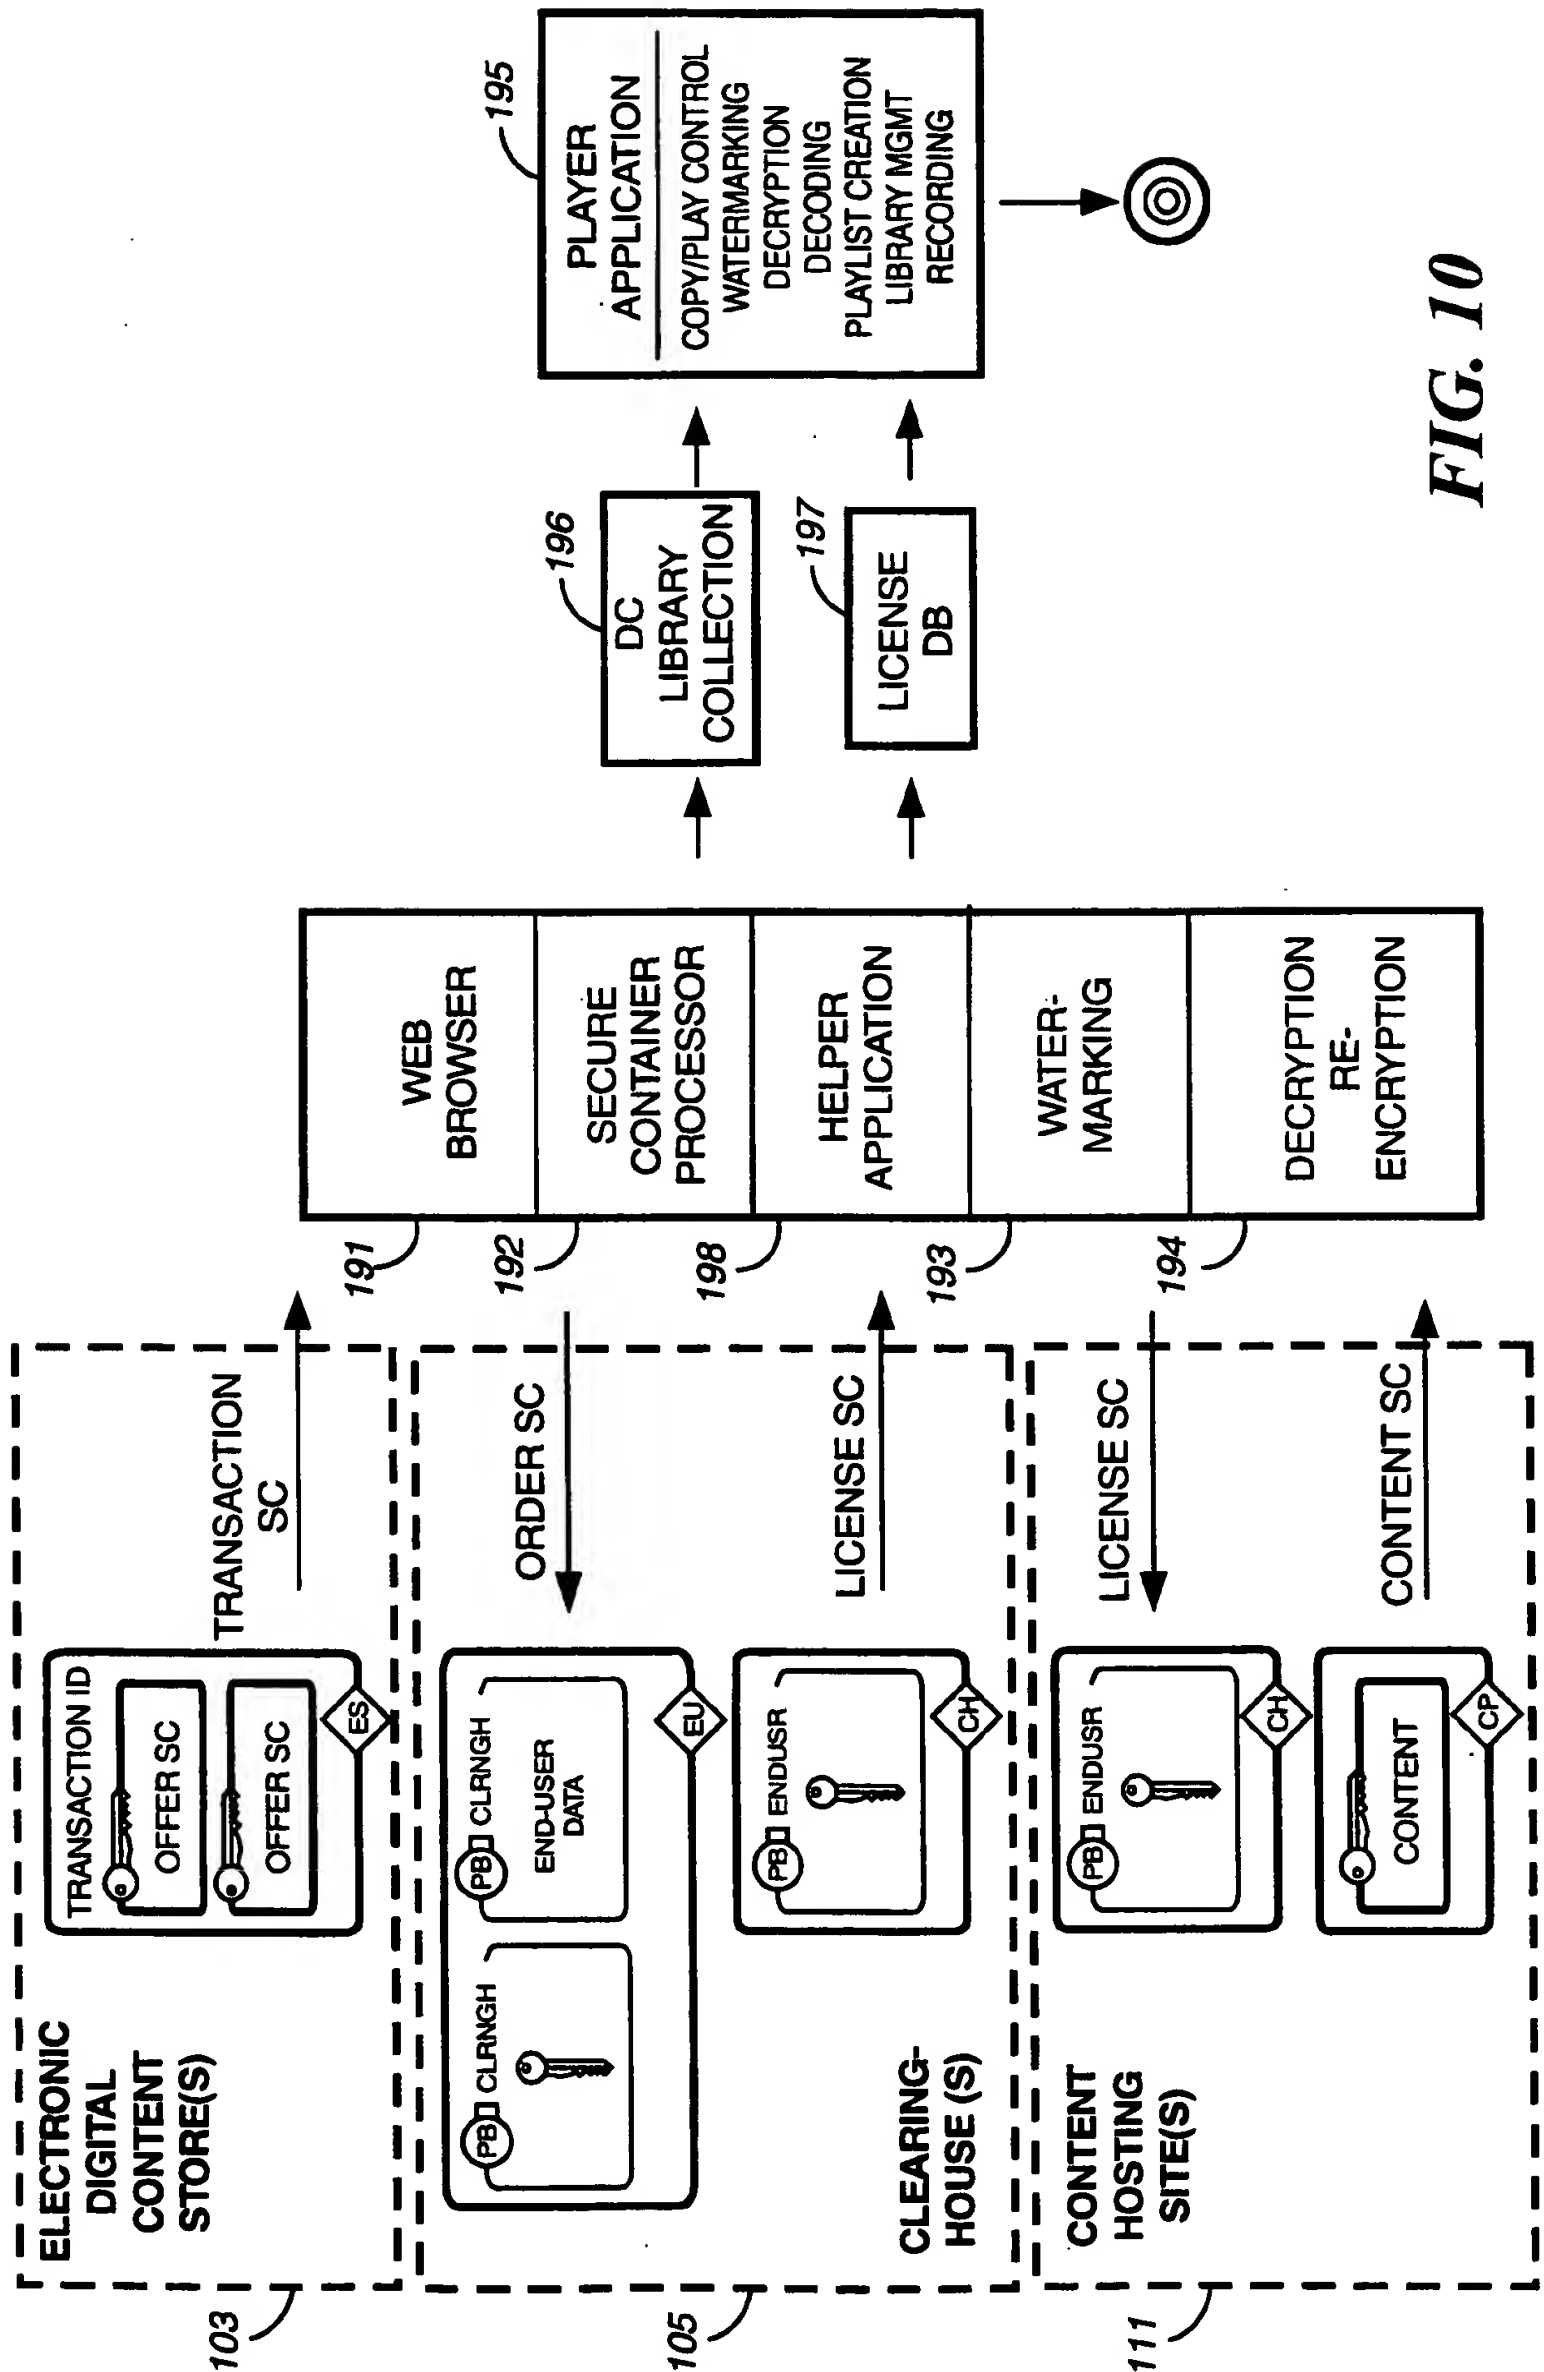 ELECTRONIC
DIGITAL
CONTENT
STORE(S)
103
TRANSACTION ID
OFFER SC
OFFER SC
ES
TRANSACTION
SC
PB CLRNGH
PB CLRNGH
END-USER
DATA
EU
ORDER SC
CLEARING-
HOUSE (S)
105
PB ENDUSR
CH
LICENSE SC
CONTENT
HOSTING
SITE(S)
111
PB ENDUSR
CH
LICENSE SC
CONTENT
CP
CONTENT SC
191
WEB
BROWSER
192
SECURE
CONTAINER
PROCESSOR
198
HELPER
APPLICATION
193
WATER-
MARKING
194
DECRYPTION
RE-
ENCRYPTION
196
DC
LIBRARY
COLLECTION
197
LICENSE
DB
195
PLAYER
APPLICATION
COPY/PLAY CONTROL
WATERMARKING
DECRYPTION
DECODING
PLAYLIST CREATION
LIBRARY MGMT
RECORDING
FIG. 10